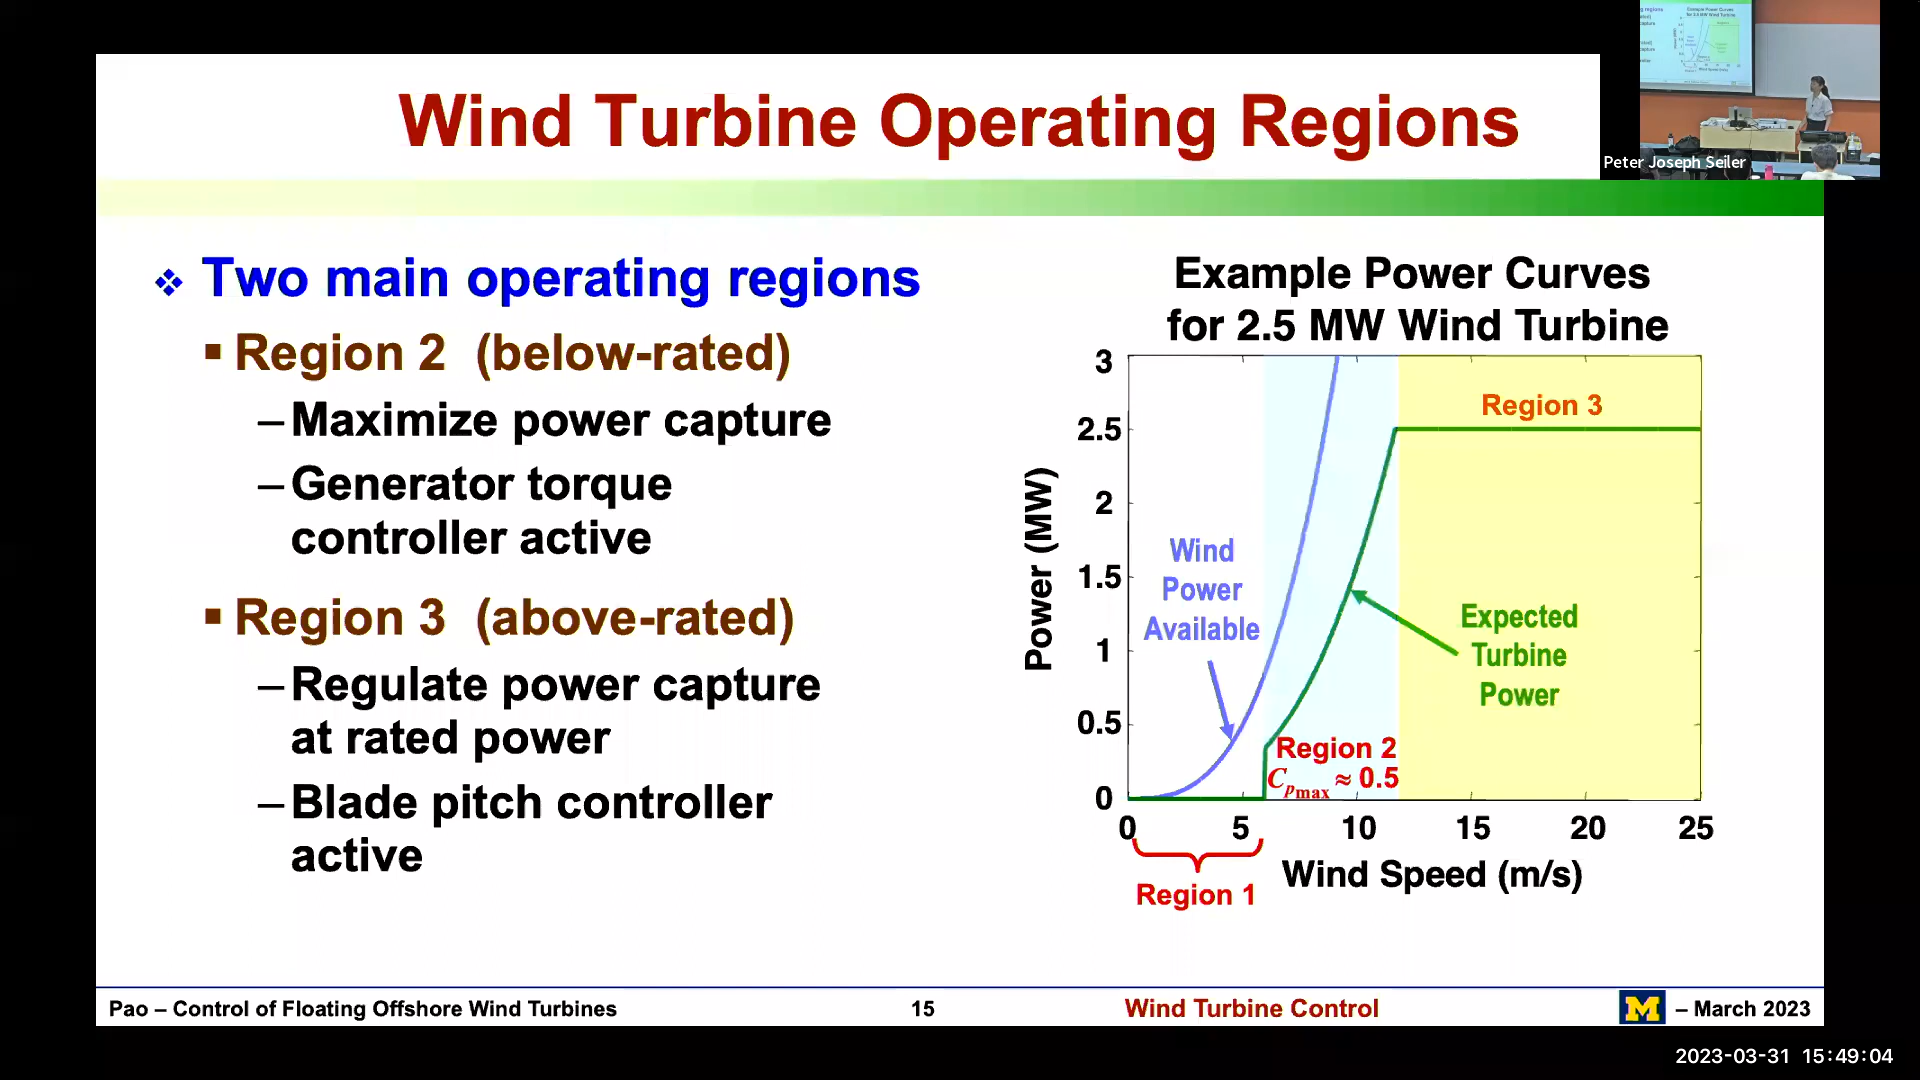 Wind Turbine Operating Regions
Peter Joseph Seiler
❖ Two main operating regions
▪ Region 2 (below-rated)
– Maximize power capture
– Generator torque
controller active
▪ Region 3 (above-rated)
– Regulate power capture
at rated power
– Blade pitch controller
active
Example Power Curves
for 2.5 MW Wind Turbine
3
2.5
2
1.5
1
0.5
0
Power (MW)
Region 3
Wind
Power
Available
Expected
Turbine
Power
Region 2
Cpmax ≈ 0.5
0 5 10 15 20 25
Wind Speed (m/s)
Region 1
Pao – Control of Floating Offshore Wind Turbines
15
Wind Turbine Control
M – March 2023
2023-03-31 15:49:04